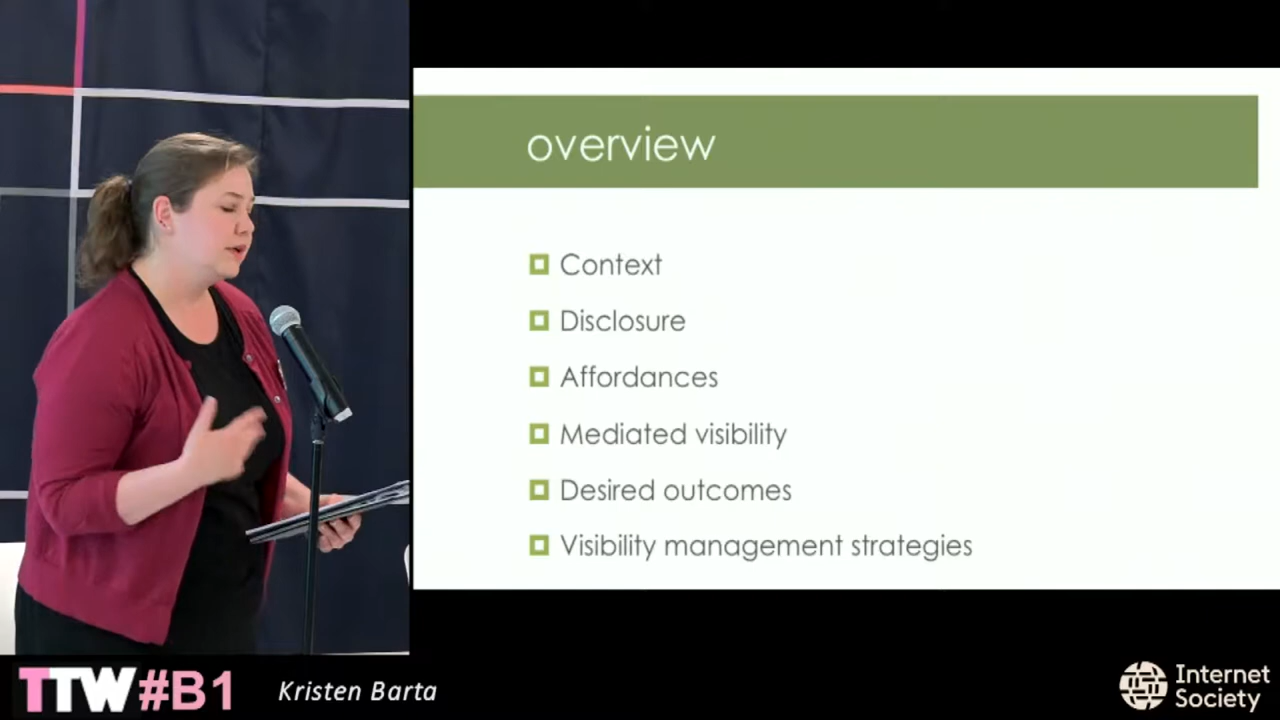 overview
Context
Disclosure
Affordances
Mediated visibility
Desired outcomes
Visibility management strategies
TTW#B1
Kristen Barta
Internet
Society